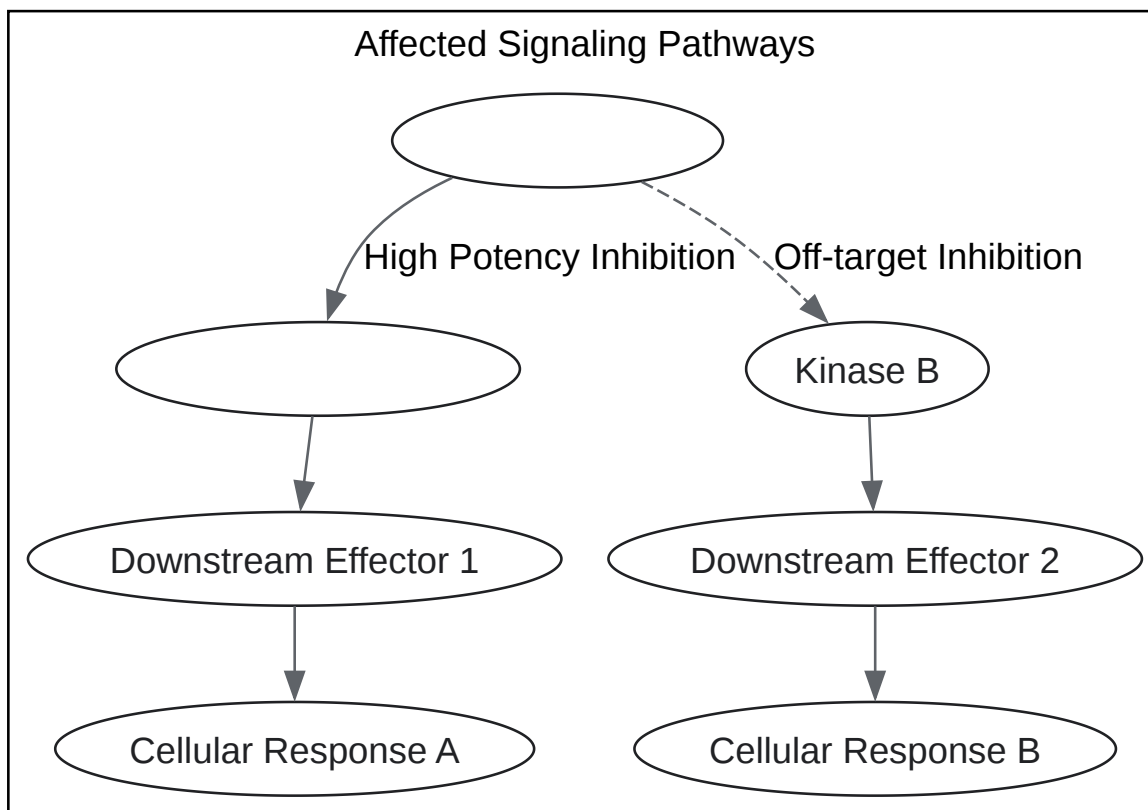 Affected Signaling Pathways
High Potency Inhibition
Off-target Inhibition
Kinase B
Downstream Effector 1
Downstream Effector 2
Cellular Response A
Cellular Response B